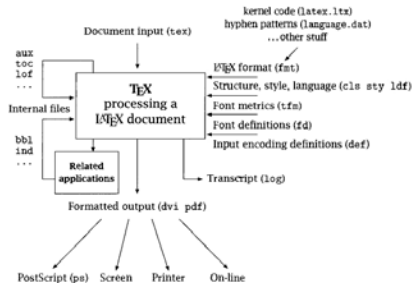 kernel code (latex.ltx)
hyphen patterns (language.dat)
...other stuff
Document input (tex)
aux
toc
lof
...
LATEX format (fmt)
Structure, style, language (cls sty ldf)
Font metrics (tfm)
Font definitions (fd)
Input encoding definitions (def)
TEX
processing a
LATEX document
Internal files
bbl
ind
...
Related
applications
Transcript (log)
Formatted output (dvi pdf)
PostScript (ps)
Screen
Printer
On-line